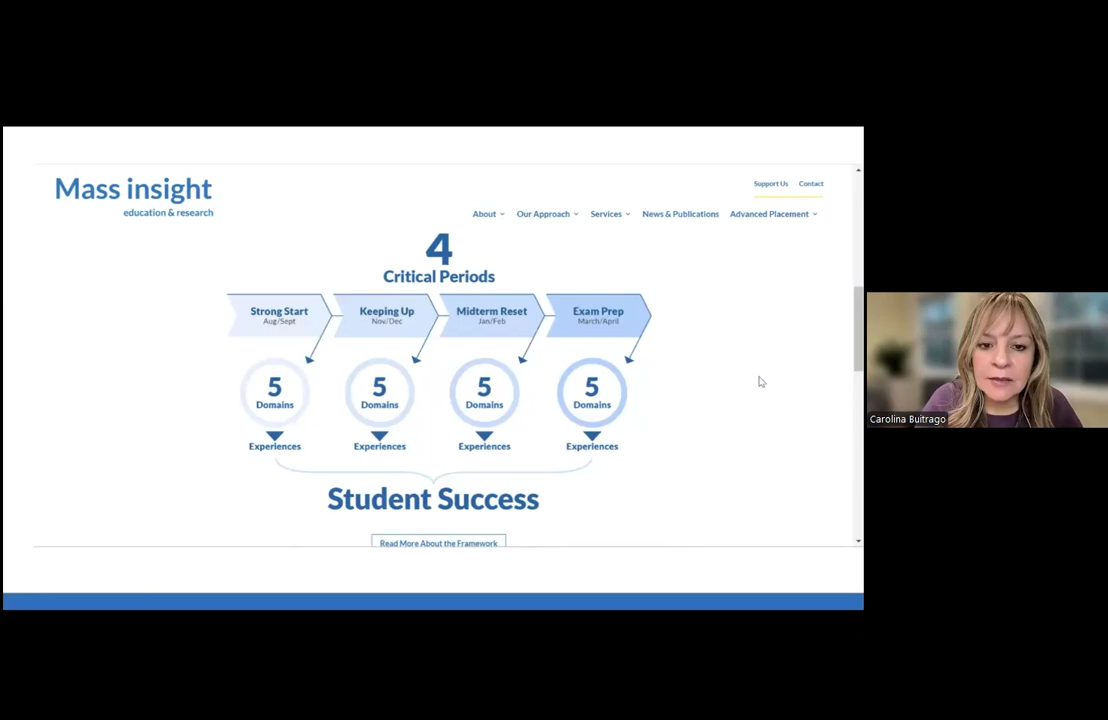 Mass insight
education & research
Support Us Contact
About Our Approach Services News & Publications Advanced Placement
4
Critical Periods
Strong Start Keeping Up Midterm Reset Exam Prep
Aug/Sept Nov/Dec Jan/Feb March/April
5 5 5 5
Domains Domains Domains Domains
Experiences Experiences Experiences Experiences
Student Success
Read More About the Framework
Carolina Buitrago